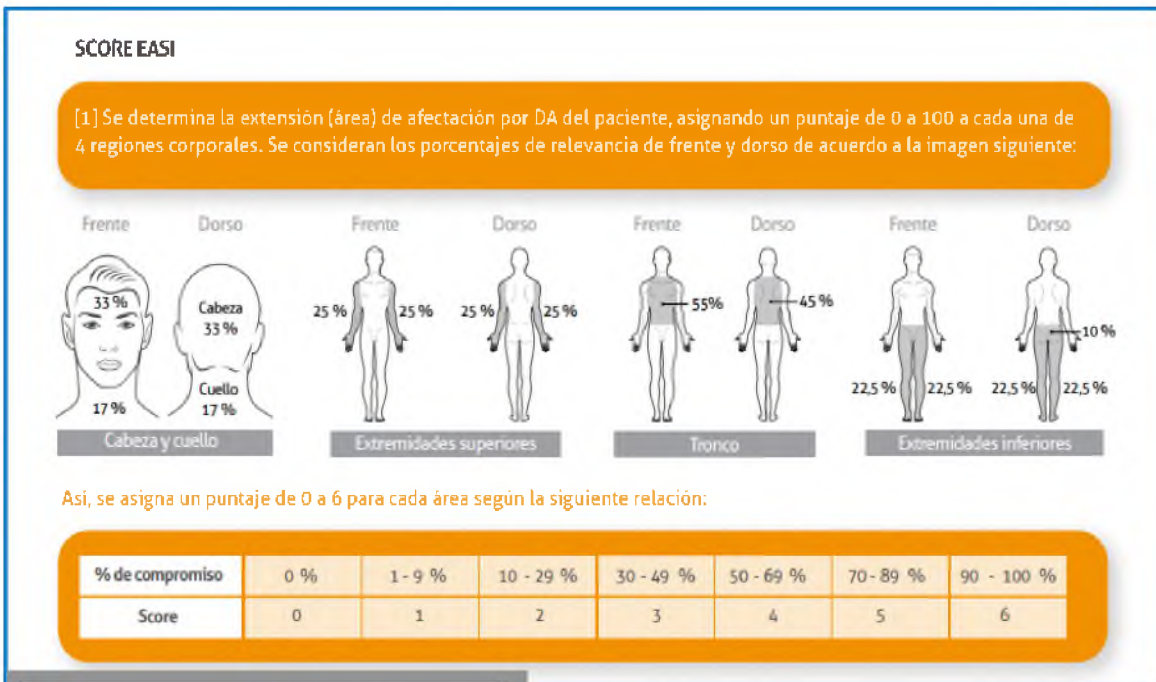 SCORE EASI
[1] Se determina la extensión (área) de afectación por DA del paciente, asignando un puntaje de 0 a 100 a cada una de
4 regiones corporales. Se consideran los porcentajes de relevancia de frente y dorso de acuerdo a la imagen siguiente:
Frente Dorso Frente Dorso Frente Dorso Frente Dorso
33 % Cabeza 33 % Cuello 17 % 17 %
25 % 25 % 25 % 25 %
55% 45 %
10 % 22,5 % 22,5 % 22,5 % 22,5 %
Cabeza y cuello Extremidades superiores Tronco Extremidades inferiores
Así, se asigna un puntaje de 0 a 6 para cada área según la siguiente relación:
% de compromiso 0 % 1 - 9 % 10 - 29 % 30 - 49 % 50 - 69 % 70 - 89 % 90 - 100 %
Score 0 1 2 3 4 5 6